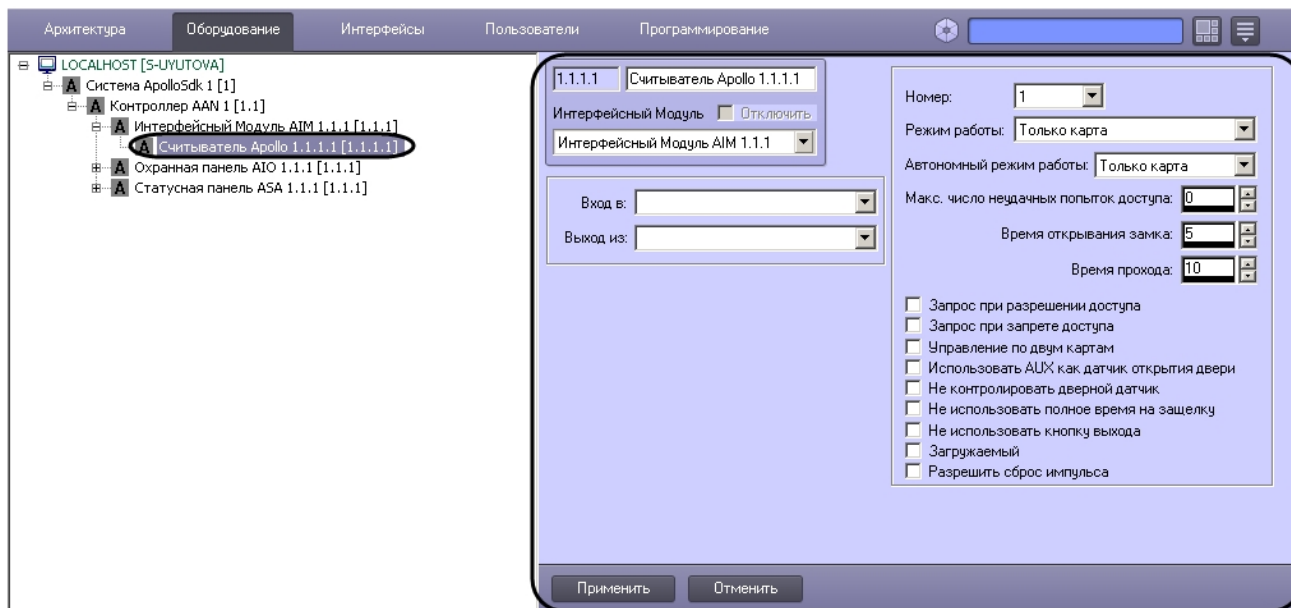 Архитектура Оборудование Интерфейсы Пользователи Программирование
LOCALHOST [S-UYUTOVA]
Система ApolloSdk 1 [1]
Контроллер AAN 1 [1.1]
Интерфейсный Модуль AIM 1.1.1 [1.1.1]
Считыватель Apollo 1.1.1.1 [1.1.1.1]
Охранная панель AIO 1.1.1 [1.1.1]
Статусная панель ASA 1.1.1 [1.1.1]
1.1.1.1 Считыватель Apollo 1.1.1.1
Интерфейсный Модуль Отключить
Интерфейсный Модуль AIM 1.1.1
Вход в:
Выход из:
Номер: 1
Режим работы: Только карта
Автономный режим работы: Только карта
Макс. число неудачных попыток доступа: 0
Время открывания замка: 5
Время прохода: 10
Запрос при разрешении доступа
Запрос при запрете доступа
Управление по двум картам
Использовать AUX как датчик открытия двери
Не контролировать дверной датчик
Не использовать полное время на защелку
Не использовать кнопку выхода
Загружаемый
Разрешить сброс импульса
Применить Отменить